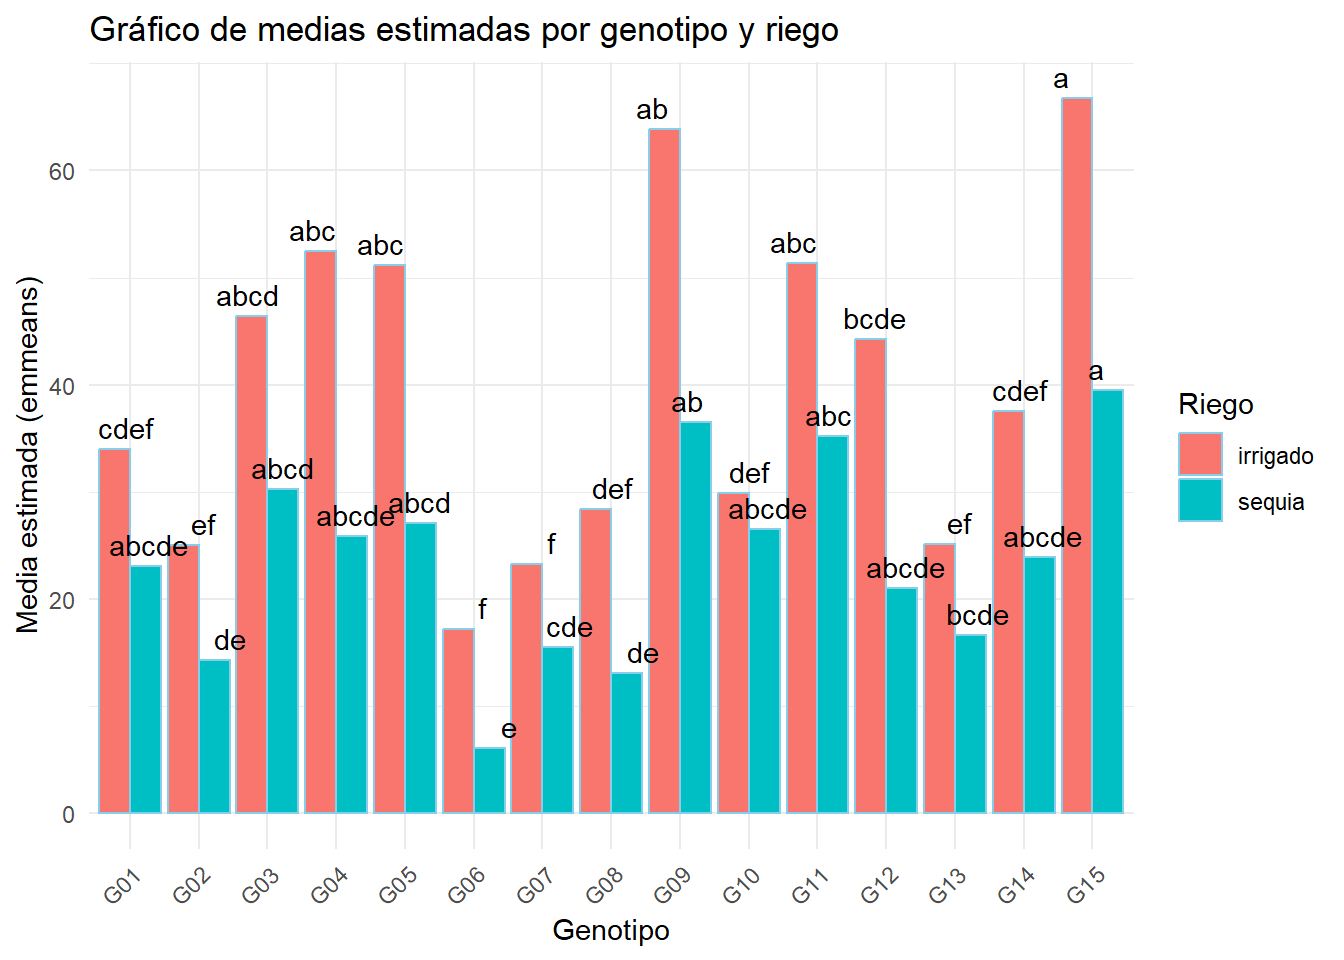 Gráfico de medias estimadas por genotipo y riego
Media estimada (emmeans)
60
40
20
0
a
ab
abc
abc
abc
abcd
bcde
cdef
cdef
a
ab
abc
abcd
def
def
abcde
abcd
abcde
ef
ef
abcde
abcde
f
abcde
f
bcde
cde
de
de
e
G01
G02
G03
G04
G05
G06
G07
G08
G09
G10
G11
G12
G13
G14
G15
Genotipo
Riego
irrigado
sequia